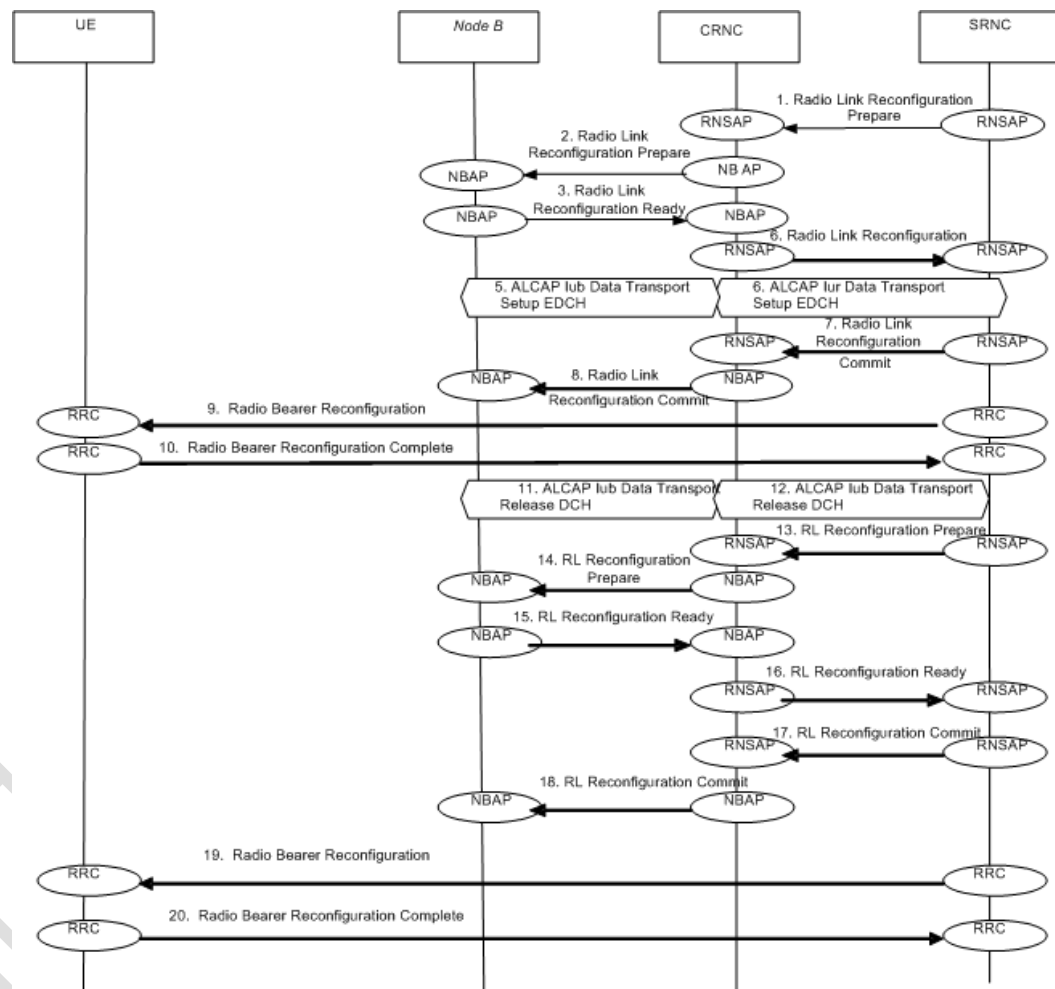 UE
Node B
CRNC
SRNC
1. Radio Link Reconfiguration
Prepare
RNSAP
RNSAP
2. Radio Link
Reconfiguration Prepare
NBAP
NB AP
3. Radio Link
Reconfiguration Ready
NBAP
NBAP
6. Radio Link Reconfiguration
RNSAP
RNSAP
5. ALCAP Iub Data Transport
Setup EDCH
6. ALCAP Iur Data Transport
Setup EDCH
7. Radio Link
Reconfiguration
Commit
RNSAP
RNSAP
8. Radio Link
Reconfiguration Commit
NBAP
NBAP
9. Radio Bearer Reconfiguration
RRC
RRC
10. Radio Bearer Reconfiguration Complete
RRC
RRC
11. ALCAP Iub Data Transport
Release DCH
12. ALCAP Iub Data Transport
Release DCH
13. RL Reconfiguration Prepare
RNSAP
RNSAP
14. RL Reconfiguration
Prepare
NBAP
NBAP
15. RL Reconfiguration Ready
NBAP
NBAP
16. RL Reconfiguration Ready
RNSAP
RNSAP
17. RL Reconfiguration Commit
RNSAP
RNSAP
18. RL Reconfiguration Commit
NBAP
NBAP
19. Radio Bearer Reconfiguration
RRC
RRC
20. Radio Bearer Reconfiguration Complete
RRC
RRC